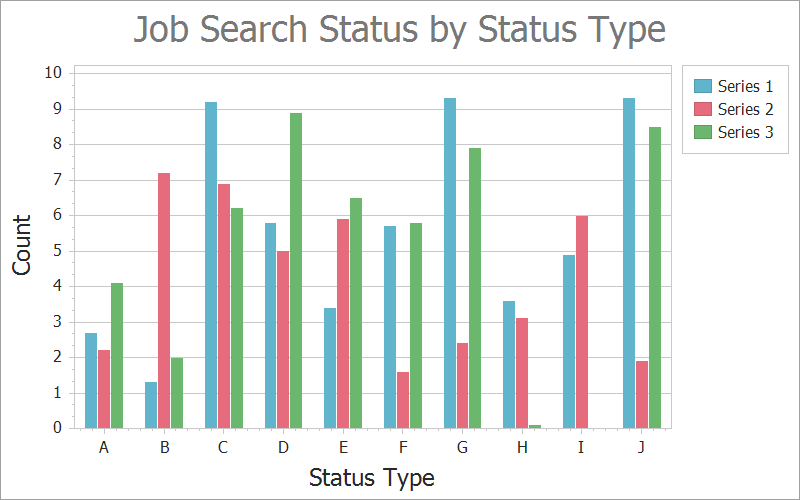 Job Search Status by Status Type
Series 1
Series 2
Series 3
Count
10
9
8
7
6
5
4
3
2
1
0
A B C D E F G H I J
Status Type